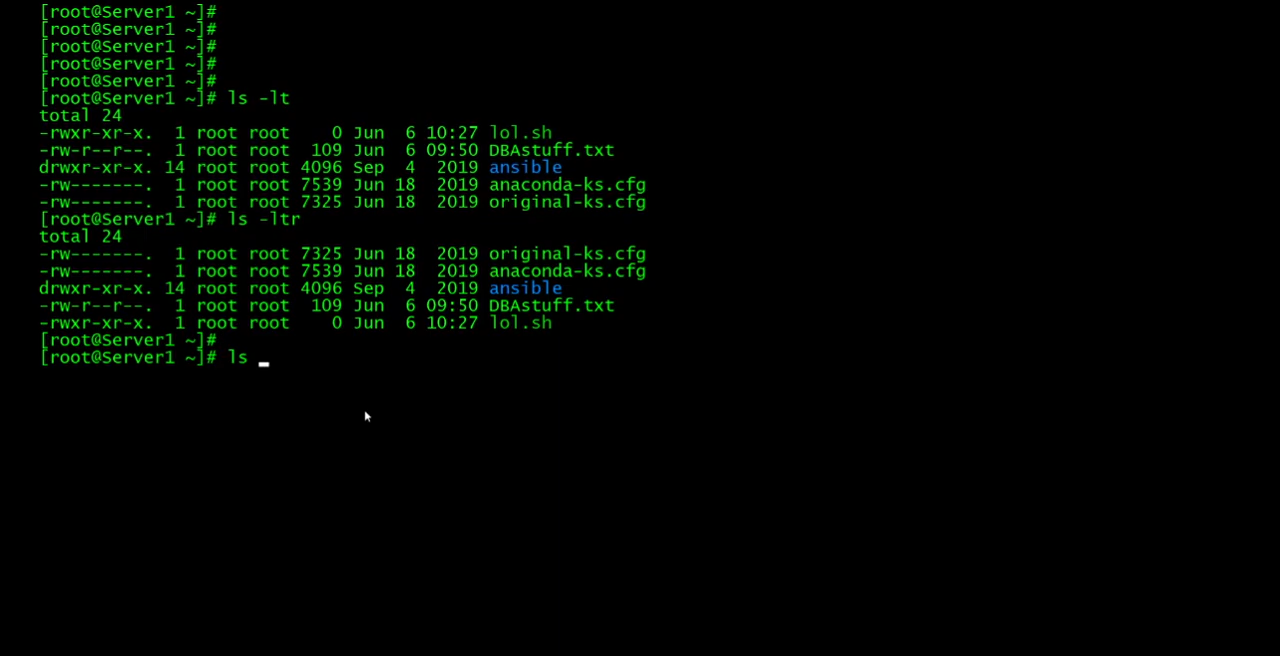 [root@Server1 ~]#
[root@Server1 ~]#
[root@Server1 ~]#
[root@Server1 ~]#
[root@Server1 ~]#
[root@Server1 ~]# ls -lt
total 24
-rwxr-xr-x.  1 root root    0 Jun  6 10:27 lol.sh
-rw-r--r--.  1 root root  109 Jun  6 09:50 DBAstuff.txt
drwxr-xr-x. 14 root root 4096 Sep  4  2019 ansible
-rw-------.  1 root root 7539 Jun 18  2019 anaconda-ks.cfg
-rw-------.  1 root root 7325 Jun 18  2019 original-ks.cfg
[root@Server1 ~]# ls -ltr
total 24
-rw-------.  1 root root 7325 Jun 18  2019 original-ks.cfg
-rw-------.  1 root root 7539 Jun 18  2019 anaconda-ks.cfg
drwxr-xr-x. 14 root root 4096 Sep  4  2019 ansible
-rw-r--r--.  1 root root  109 Jun  6 09:50 DBAstuff.txt
-rwxr-xr-x.  1 root root    0 Jun  6 10:27 lol.sh
[root@Server1 ~]#
[root@Server1 ~]# ls